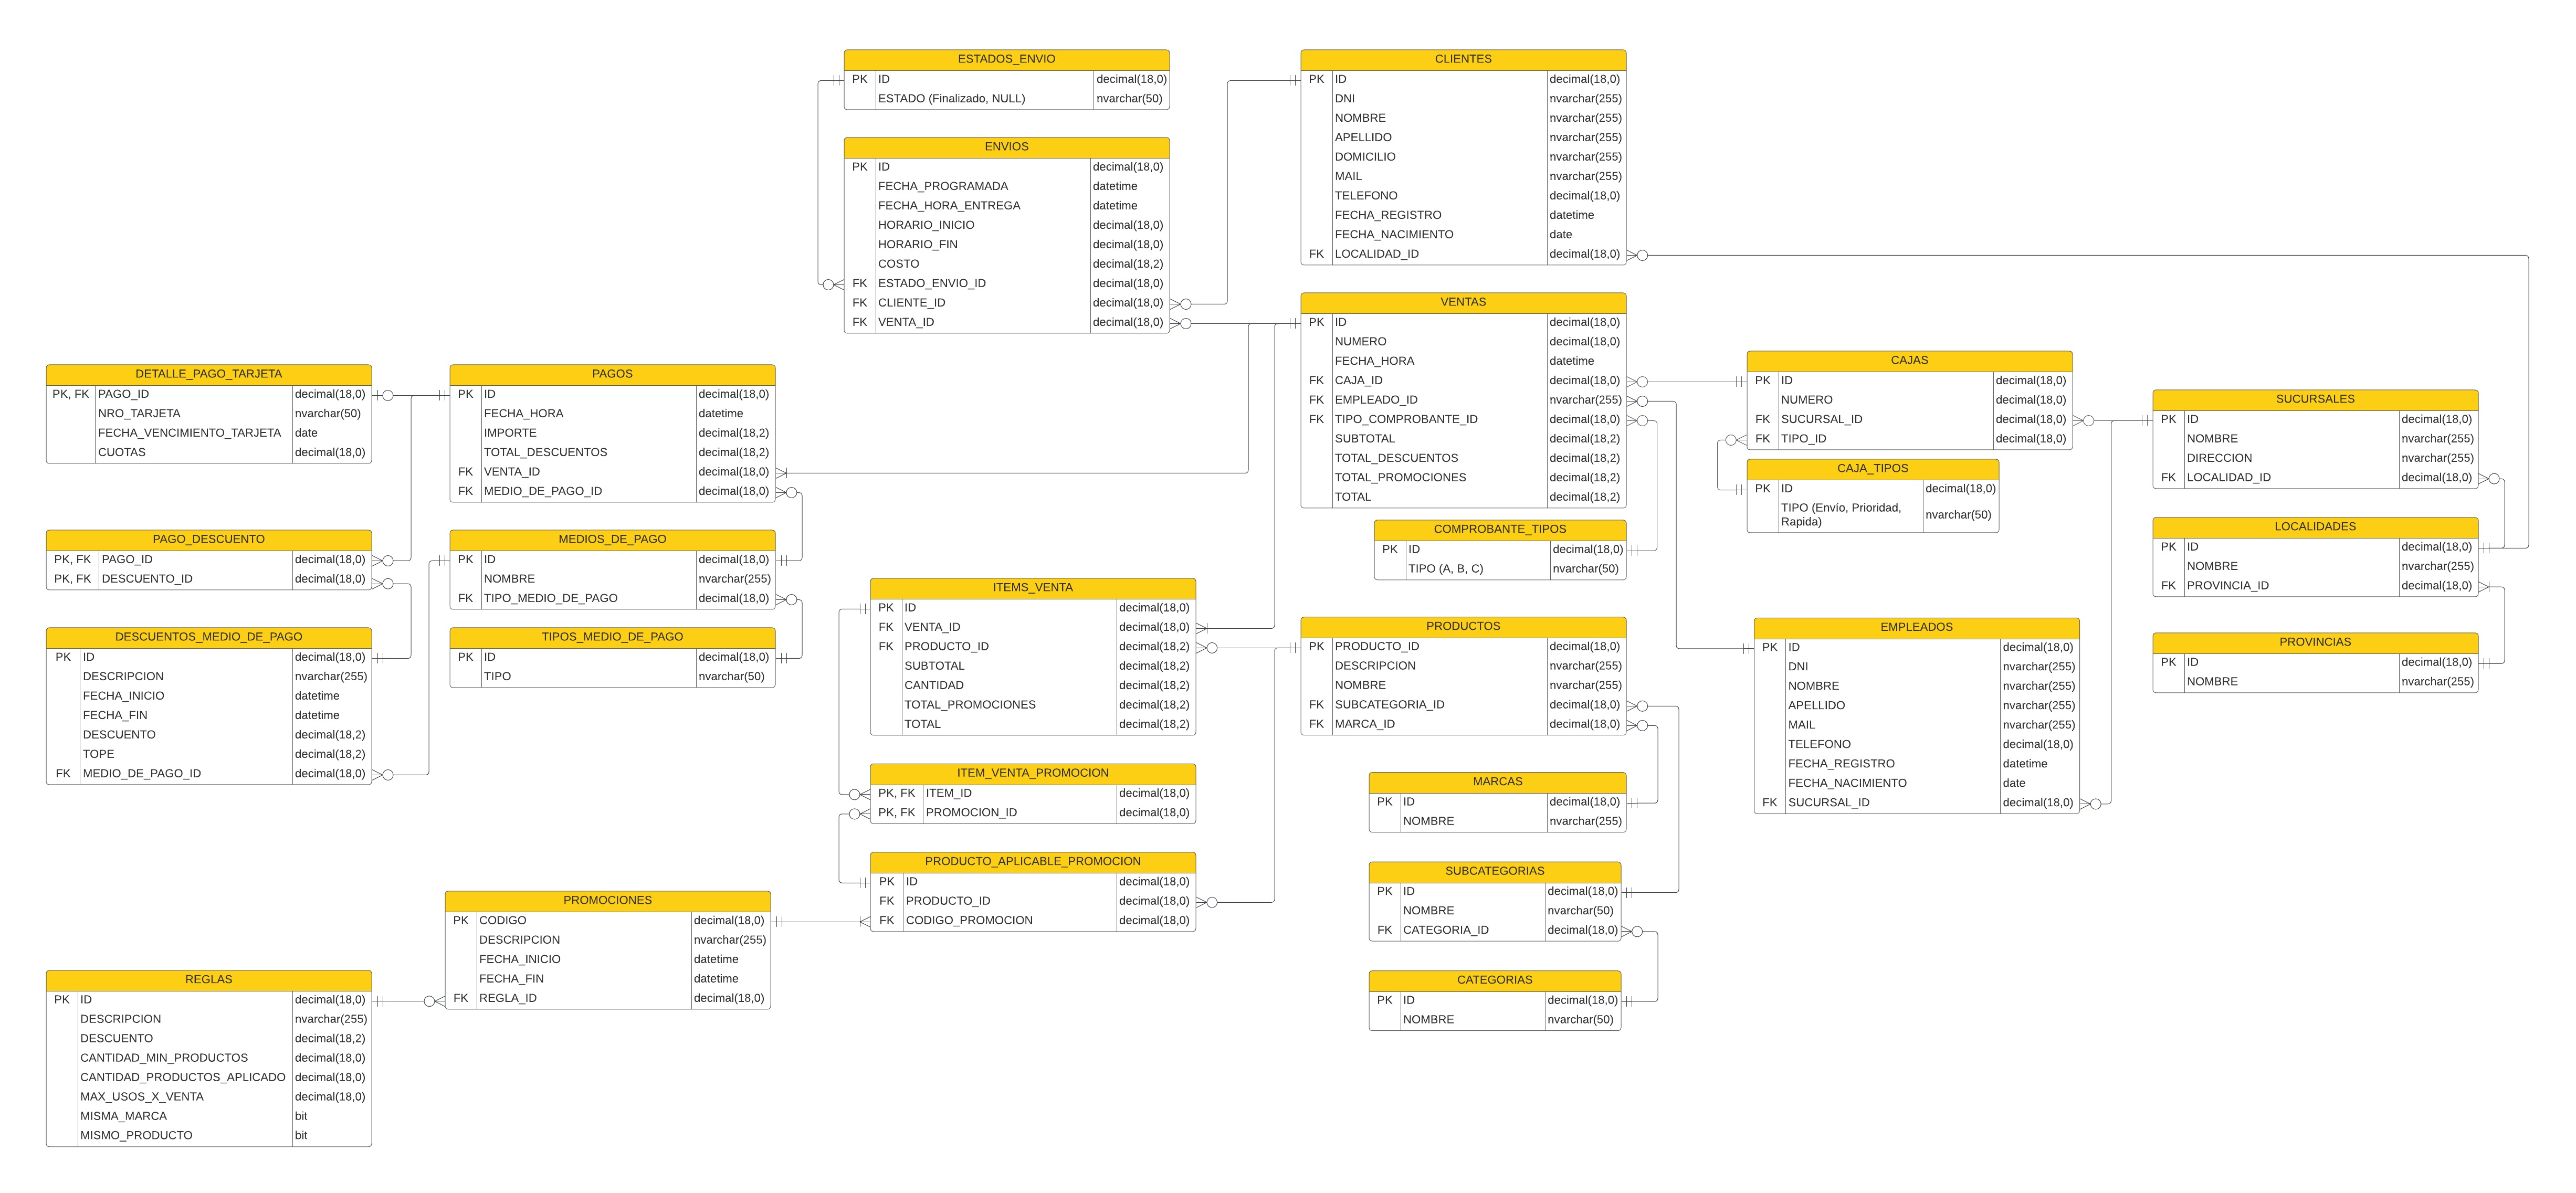 ESTADOS_ENVIO
PK ID decimal(18,0)
ESTADO (Finalizado, NULL) nvarchar(50)
ENVIOS
PK ID decimal(18,0)
FECHA_PROGRAMADA datetime
FECHA_HORA_ENTREGA datetime
HORARIO_INICIO decimal(18,0)
HORARIO_FIN decimal(18,0)
COSTO decimal(18,2)
FK ESTADO_ENVIO_ID decimal(18,0)
FK CLIENTE_ID decimal(18,0)
FK VENTA_ID decimal(18,0)
CLIENTES
PK ID decimal(18,0)
DNI nvarchar(255)
NOMBRE nvarchar(255)
APELLIDO nvarchar(255)
DOMICILIO nvarchar(255)
MAIL nvarchar(255)
TELEFONO decimal(18,0)
FECHA_REGISTRO datetime
FECHA_NACIMIENTO date
FK LOCALIDAD_ID decimal(18,0)
VENTAS
PK ID decimal(18,0)
NUMERO decimal(18,0)
FECHA_HORA datetime
FK CAJA_ID decimal(18,0)
FK EMPLEADO_ID nvarchar(255)
FK TIPO_COMPROBANTE_ID decimal(18,0)
SUBTOTAL decimal(18,2)
TOTAL_DESCUENTOS decimal(18,2)
TOTAL_PROMOCIONES decimal(18,2)
TOTAL decimal(18,2)
COMPROBANTE_TIPOS
PK ID decimal(18,0)
TIPO (A, B, C) nvarchar(50)
CAJAS
PK ID decimal(18,0)
NUMERO decimal(18,0)
FK SUCURSAL_ID decimal(18,0)
FK TIPO_ID decimal(18,0)
CAJA_TIPOS
PK ID decimal(18,0)
TIPO (Envío, Prioridad,
Rapida) nvarchar(50)
SUCURSALES
PK ID decimal(18,0)
NOMBRE nvarchar(255)
DIRECCION nvarchar(255)
FK LOCALIDAD_ID decimal(18,0)
LOCALIDADES
PK ID decimal(18,0)
NOMBRE nvarchar(255)
FK PROVINCIA_ID decimal(18,0)
PROVINCIAS
PK ID decimal(18,0)
NOMBRE nvarchar(255)
DETALLE_PAGO_TARJETA
PK, FK PAGO_ID decimal(18,0)
NRO_TARJETA nvarchar(50)
FECHA_VENCIMIENTO_TARJETA date
CUOTAS decimal(18,0)
PAGOS
PK ID decimal(18,0)
FECHA_HORA datetime
IMPORTE decimal(18,2)
TOTAL_DESCUENTOS decimal(18,2)
FK VENTA_ID decimal(18,0)
FK MEDIO_DE_PAGO_ID decimal(18,0)
PAGO_DESCUENTO
PK, FK PAGO_ID decimal(18,0)
PK, FK DESCUENTO_ID decimal(18,0)
MEDIOS_DE_PAGO
PK ID decimal(18,0)
NOMBRE nvarchar(255)
FK TIPO_MEDIO_DE_PAGO decimal(18,0)
DESCUENTOS_MEDIO_DE_PAGO
PK ID decimal(18,0)
DESCRIPCION nvarchar(255)
FECHA_INICIO datetime
FECHA_FIN datetime
DESCUENTO decimal(18,2)
TOPE decimal(18,2)
FK MEDIO_DE_PAGO_ID decimal(18,0)
TIPOS_MEDIO_DE_PAGO
PK ID decimal(18,0)
TIPO nvarchar(50)
ITEMS_VENTA
PK ID decimal(18,0)
FK VENTA_ID decimal(18,0)
FK PRODUCTO_ID decimal(18,2)
SUBTOTAL decimal(18,2)
CANTIDAD decimal(18,2)
TOTAL_PROMOCIONES decimal(18,2)
TOTAL decimal(18,2)
PRODUCTOS
PK PRODUCTO_ID decimal(18,0)
DESCRIPCION nvarchar(255)
NOMBRE nvarchar(255)
FK SUBCATEGORIA_ID decimal(18,0)
FK MARCA_ID decimal(18,0)
EMPLEADOS
PK ID decimal(18,0)
DNI nvarchar(255)
NOMBRE nvarchar(255)
APELLIDO nvarchar(255)
MAIL nvarchar(255)
TELEFONO decimal(18,0)
FECHA_REGISTRO datetime
FECHA_NACIMIENTO date
FK SUCURSAL_ID decimal(18,0)
ITEM_VENTA_PROMOCION
PK, FK ITEM_ID decimal(18,0)
PK, FK PROMOCION_ID decimal(18,0)
MARCAS
PK ID decimal(18,0)
NOMBRE nvarchar(255)
PRODUCTO_APLICABLE_PROMOCION
PK ID decimal(18,0)
FK PRODUCTO_ID decimal(18,0)
FK CODIGO_PROMOCION decimal(18,0)
SUBCATEGORIAS
PK ID decimal(18,0)
NOMBRE nvarchar(50)
FK CATEGORIA_ID decimal(18,0)
PROMOCIONES
PK CODIGO decimal(18,0)
DESCRIPCION nvarchar(255)
FECHA_INICIO datetime
FECHA_FIN datetime
FK REGLA_ID decimal(18,0)
CATEGORIAS
PK ID decimal(18,0)
NOMBRE nvarchar(50)
REGLAS
PK ID decimal(18,0)
DESCRIPCION nvarchar(255)
DESCUENTO decimal(18,2)
CANTIDAD_MIN_PRODUCTOS decimal(18,0)
CANTIDAD_PRODUCTOS_APLICADO decimal(18,0)
MAX_USOS_X_VENTA decimal(18,0)
MISMA_MARCA bit
MISMO_PRODUCTO bit